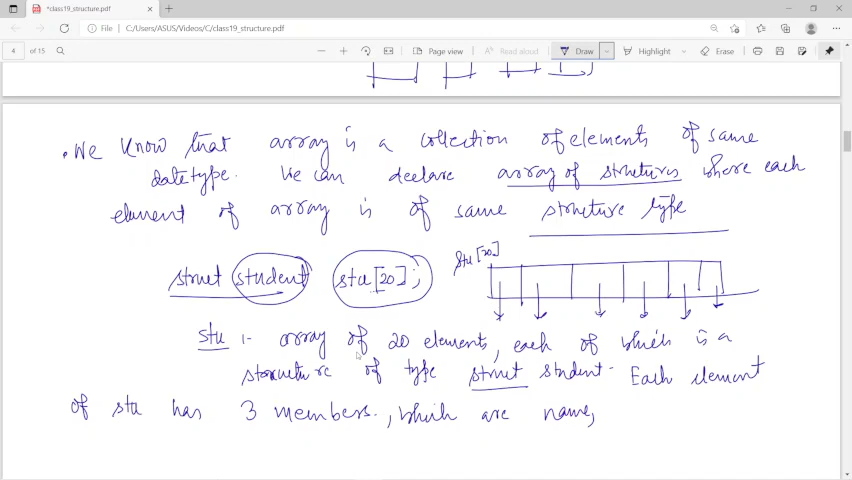 *class19_structure.pdf
File
C:/Users/ASUS/Videos/C/class19_structure.pdf
4
of 15
Page view
Read aloud
Draw
Highlight
Erase
. We know that array is a collection of elements of same
datatype. We can declare array of structures where each
element of array is of same structure type
struct student stu[20];
stu[20]
stu :- array of 20 elements, each of which is a
structure of type struct student. Each element
of stu has 3 members, which are name,